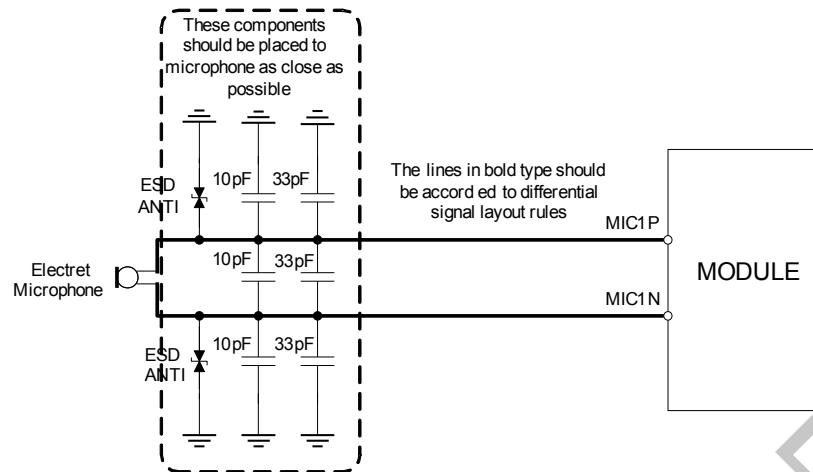 These components
should be placed to
microphone as close as
possible
ESD
ANTI
10pF
33pF
The lines in bold type should
be accord ed to differential
signal layout rules
MIC1P
Electret
Microphone
10pF
33pF
MODULE
MIC1N
ESD
ANTI
10pF
33pF